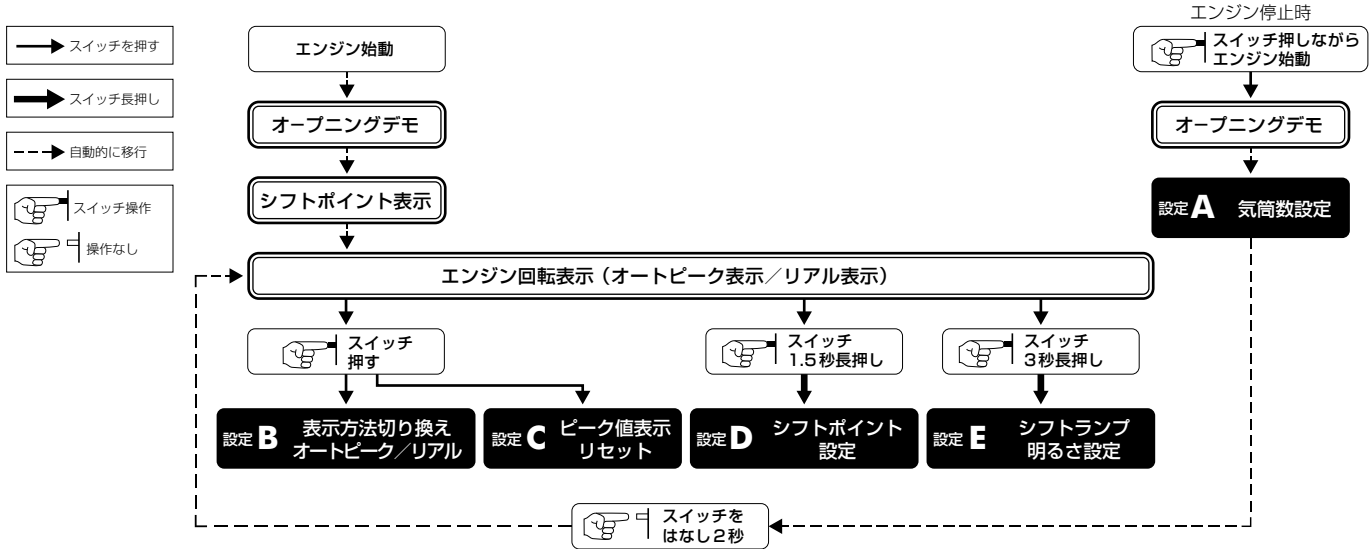 スイッチを押す
スイッチ長押し
自動的に移行
スイッチ操作
操作なし
エンジン始動
オープニングデモ
シフトポイント表示
エンジン停止時
スイッチ押しながら
エンジン始動
オープニングデモ
設定A 気筒数設定
エンジン回転表示（オートピーク表示／リアル表示）
スイッチ
押す
スイッチ
1.5秒長押し
スイッチ
3秒長押し
設定B 表示方法切り換え
オートピーク／リアル
設定C ピーク値表示
リセット
設定D シフトポイント
設定
設定E シフトランプ
明るさ設定
スイッチを
はなし2秒